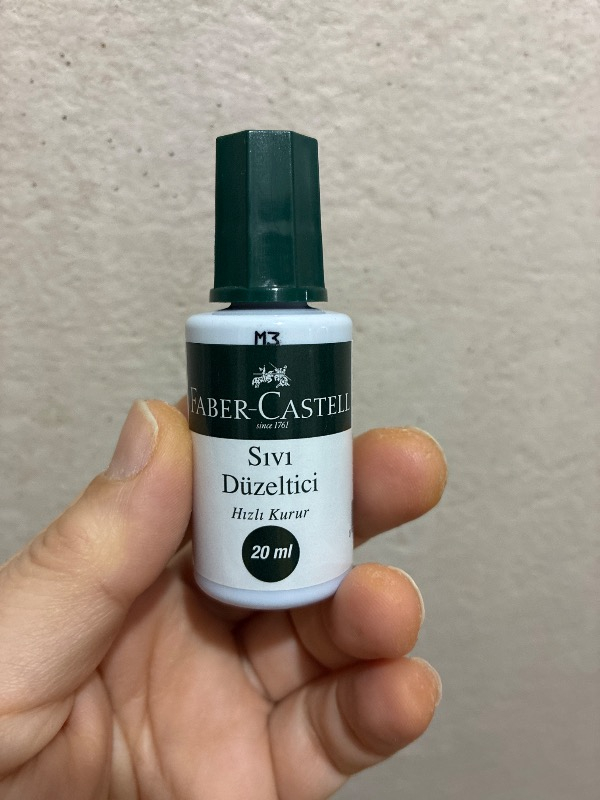 M3
FABER-CASTELL
since 1761
Sıvı
Düzeltici
Hızlı Kurur
20 ml